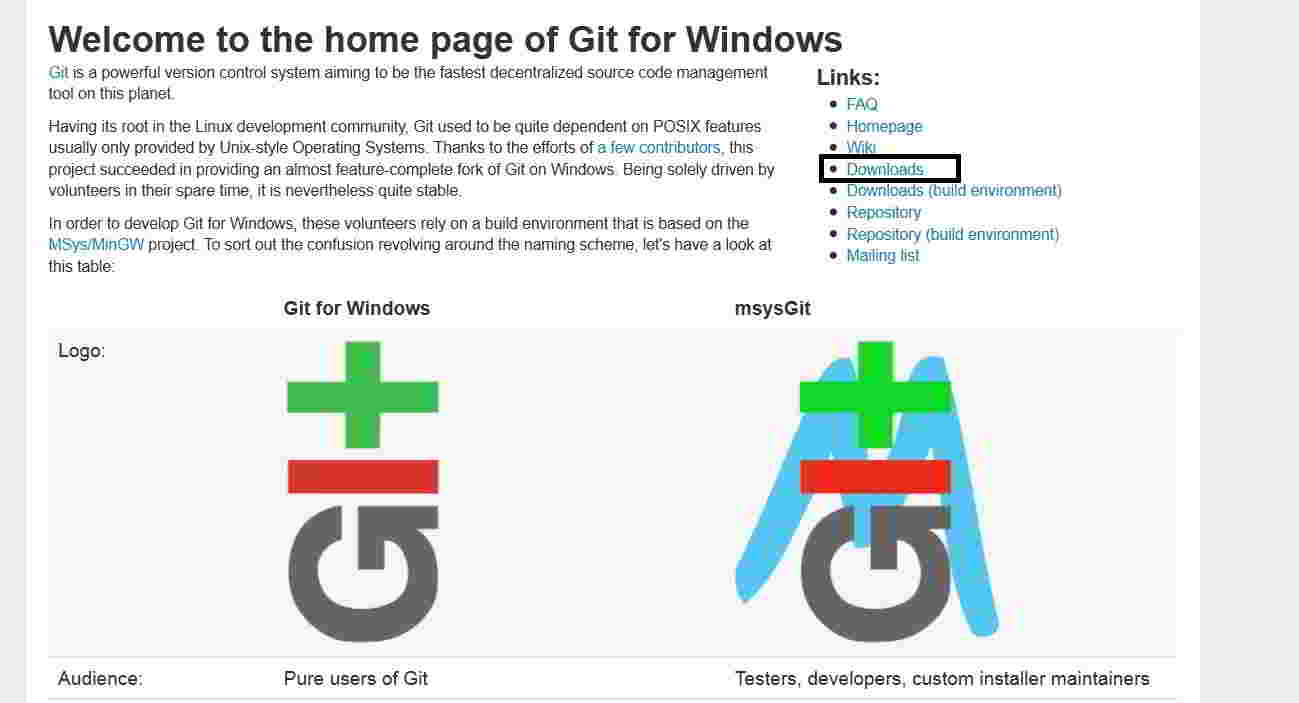 Welcome to the home page of Git for Windows
Git is a powerful version control system aiming to be the fastest decentralized source code management
tool on this planet.
Having its root in the Linux development community, Git used to be quite dependent on POSIX features
usually only provided by Unix-style Operating Systems. Thanks to the efforts of a few contributors, this
project succeeded in providing an almost feature-complete fork of Git on Windows. Being solely driven by
volunteers in their spare time, it is nevertheless quite stable.
In order to develop Git for Windows, these volunteers rely on a build environment that is based on the
MSys/MinGW project. To sort out the confusion revolving around the naming scheme, let's have a look at
this table:
Links:
FAQ
Homepage
Wiki
Downloads
Downloads (build environment)
Repository
Repository (build environment)
Mailing list
Git for Windows msysGit
Logo:
GI+ GI+
Audience: Pure users of Git Testers, developers, custom installer maintainers